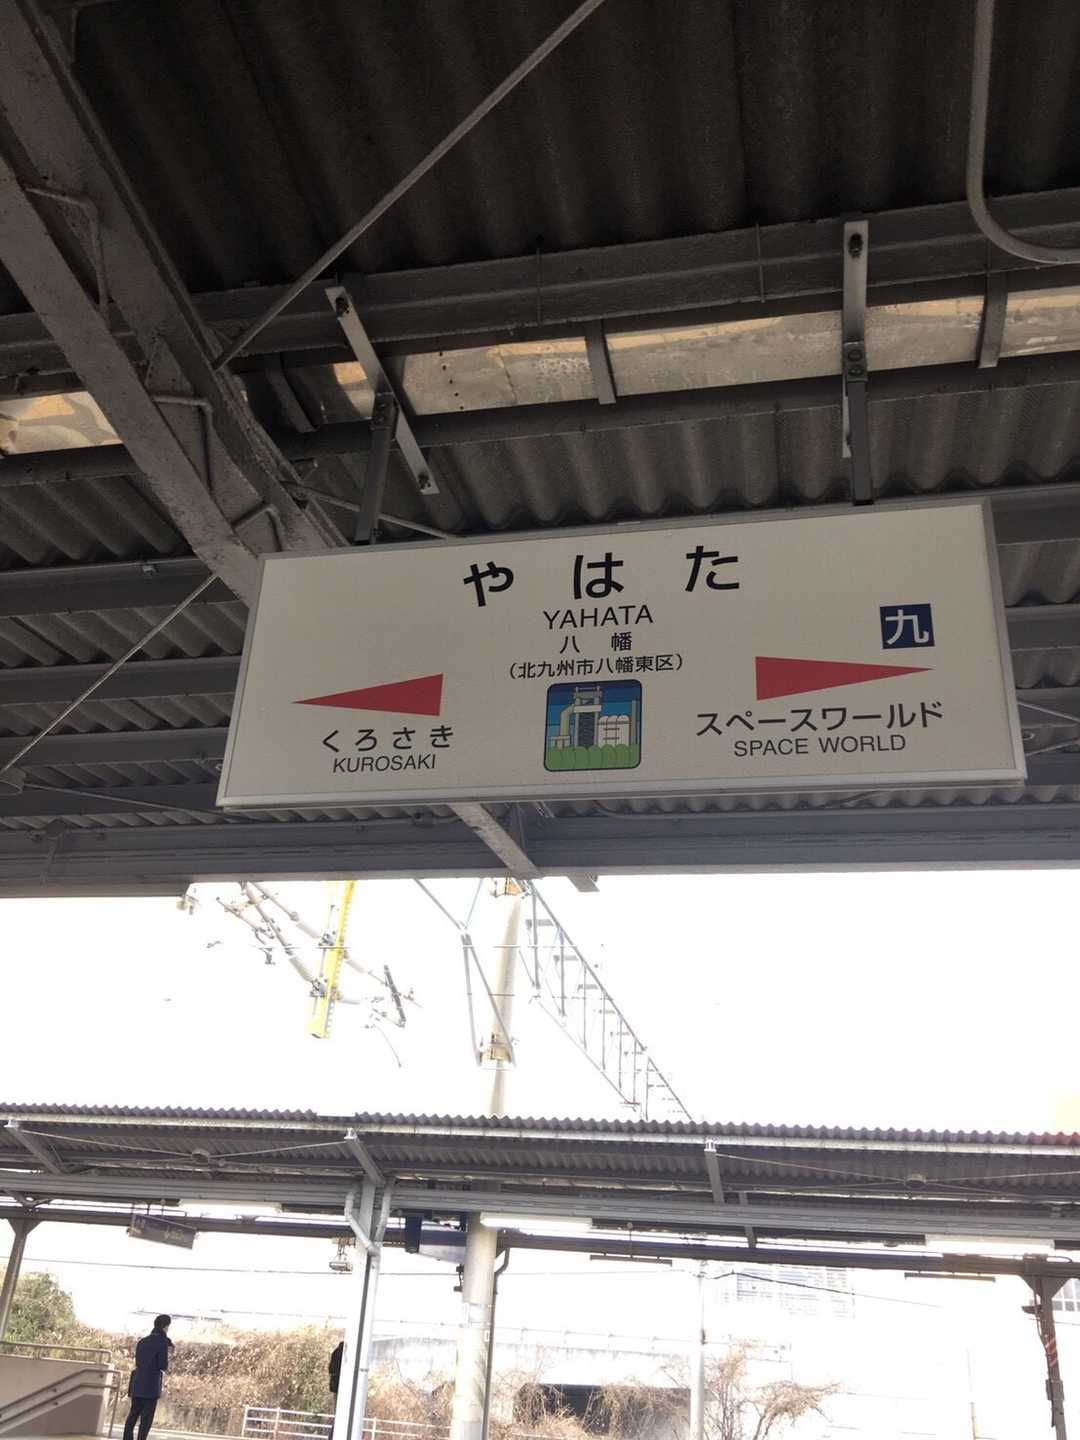 やはた
YAHATA
八幡
(北九州市八幡東区)
九
くろさき
KUROSAKI
スペースワールド
SPACE WORLD